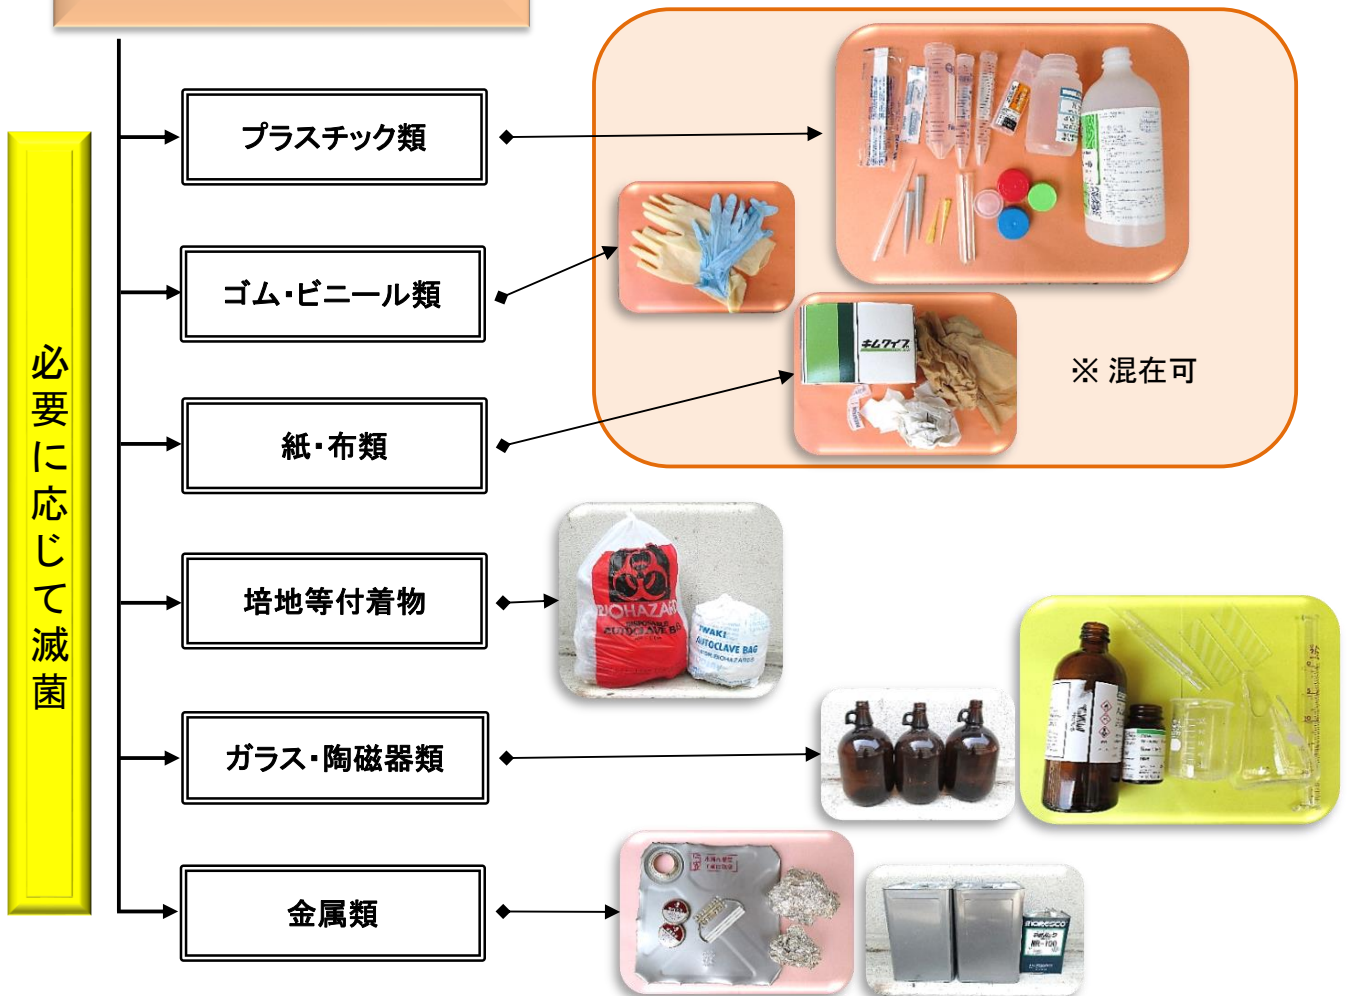 必要に応じて滅菌
プラスチック類
ゴム・ビニール類
紙・布類
培地等付着物
ガラス・陶磁器類
金属類
※ 混在可
キムワイプ
BIOHAZARD
AUTOCLAVE BAG
IWAKI
AUTOCLAVE BAG
MORESCO